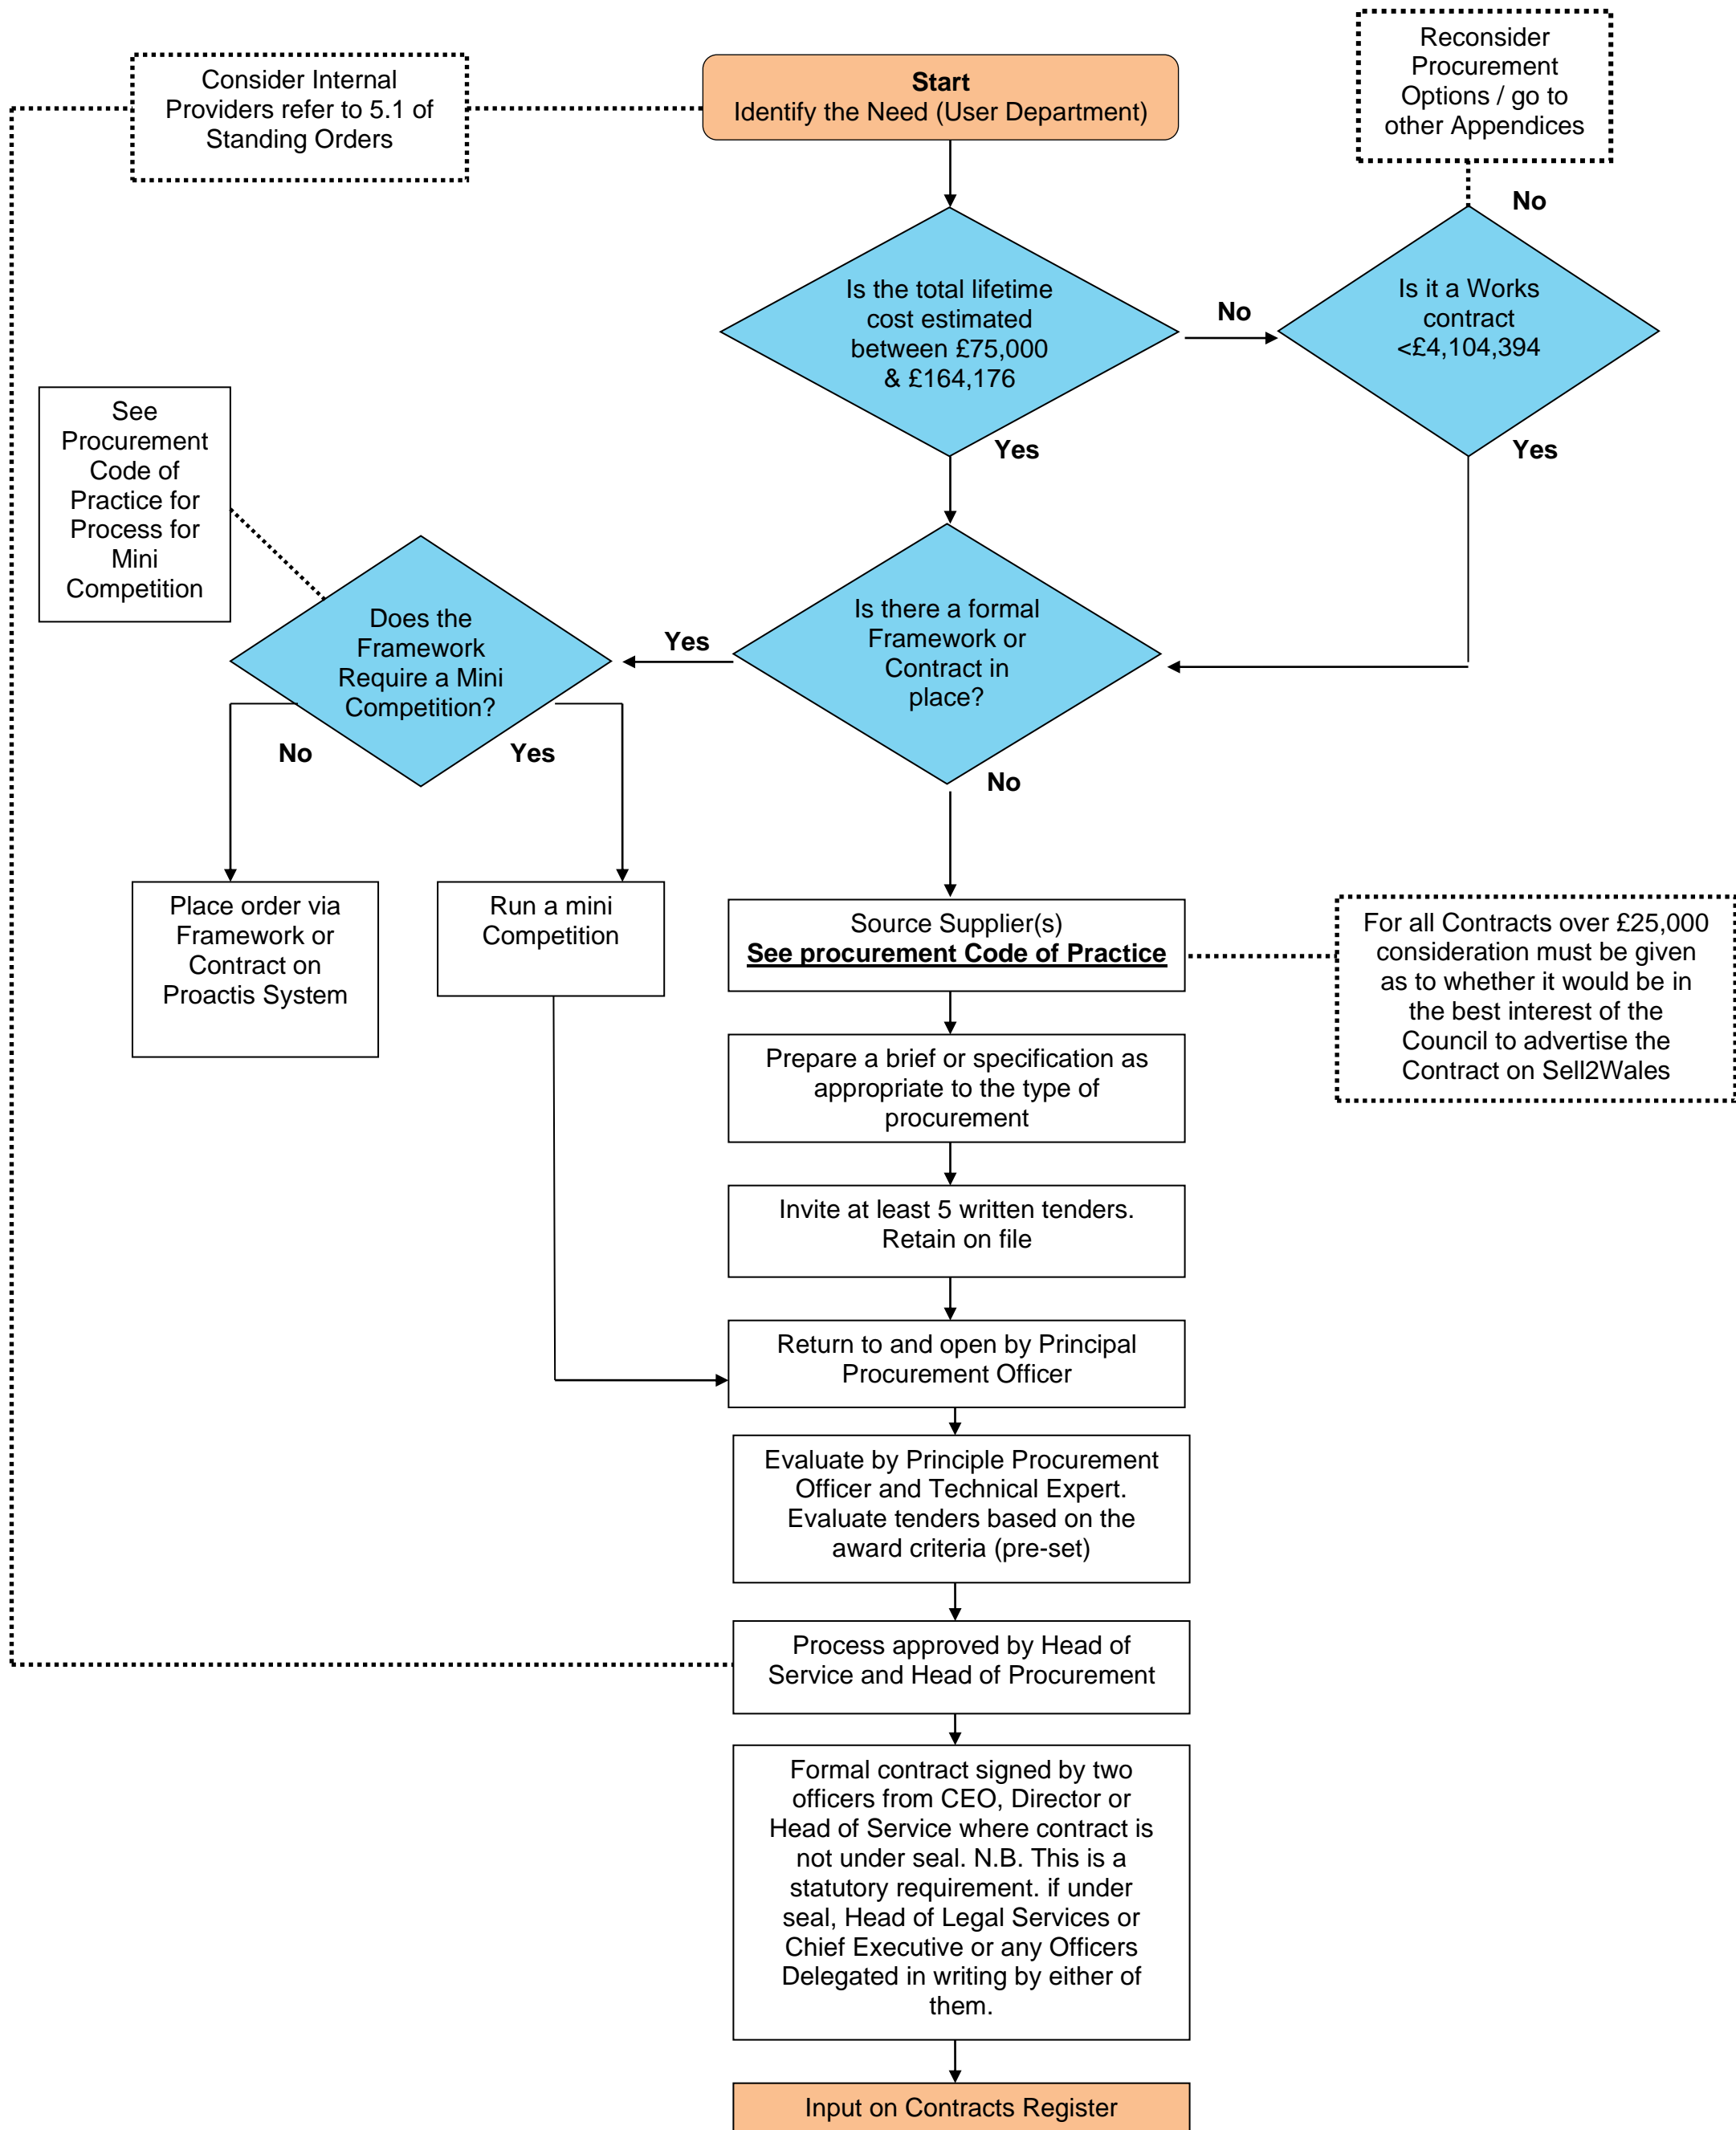 Consider Internal
Providers refer to 5.1 of
Standing Orders
Start
Identify the Need (User Department)
Reconsider
Procurement
Options / go to
other Appendices
No
Is the total lifetime
cost estimated
between £75,000
& £164,176
No
Is it a Works
contract
<£4,104,394
Yes
Yes
See
Procurement
Code of
Practice for
Process for
Mini
Competition
Does the
Framework
Require a Mini
Competition?
Yes
Is there a formal
Framework or
Contract in
place?
No
Yes
No
Place order via
Framework or
Contract on
Proactis System
Run a mini
Competition
Source Supplier(s)
See procurement Code of Practice
For all Contracts over £25,000
consideration must be given
as to whether it would be in
the best interest of the
Council to advertise the
Contract on Sell2Wales
Prepare a brief or specification as
appropriate to the type of
procurement
Invite at least 5 written tenders.
Retain on file
Return to and open by Principal
Procurement Officer
Evaluate by Principle Procurement
Officer and Technical Expert.
Evaluate tenders based on the
award criteria (pre-set)
Process approved by Head of
Service and Head of Procurement
Formal contract signed by two
officers from CEO, Director or
Head of Service where contract is
not under seal. N.B. This is a
statutory requirement. if under
seal, Head of Legal Services or
Chief Executive or any Officers
Delegated in writing by either of
them.
Input on Contracts Register